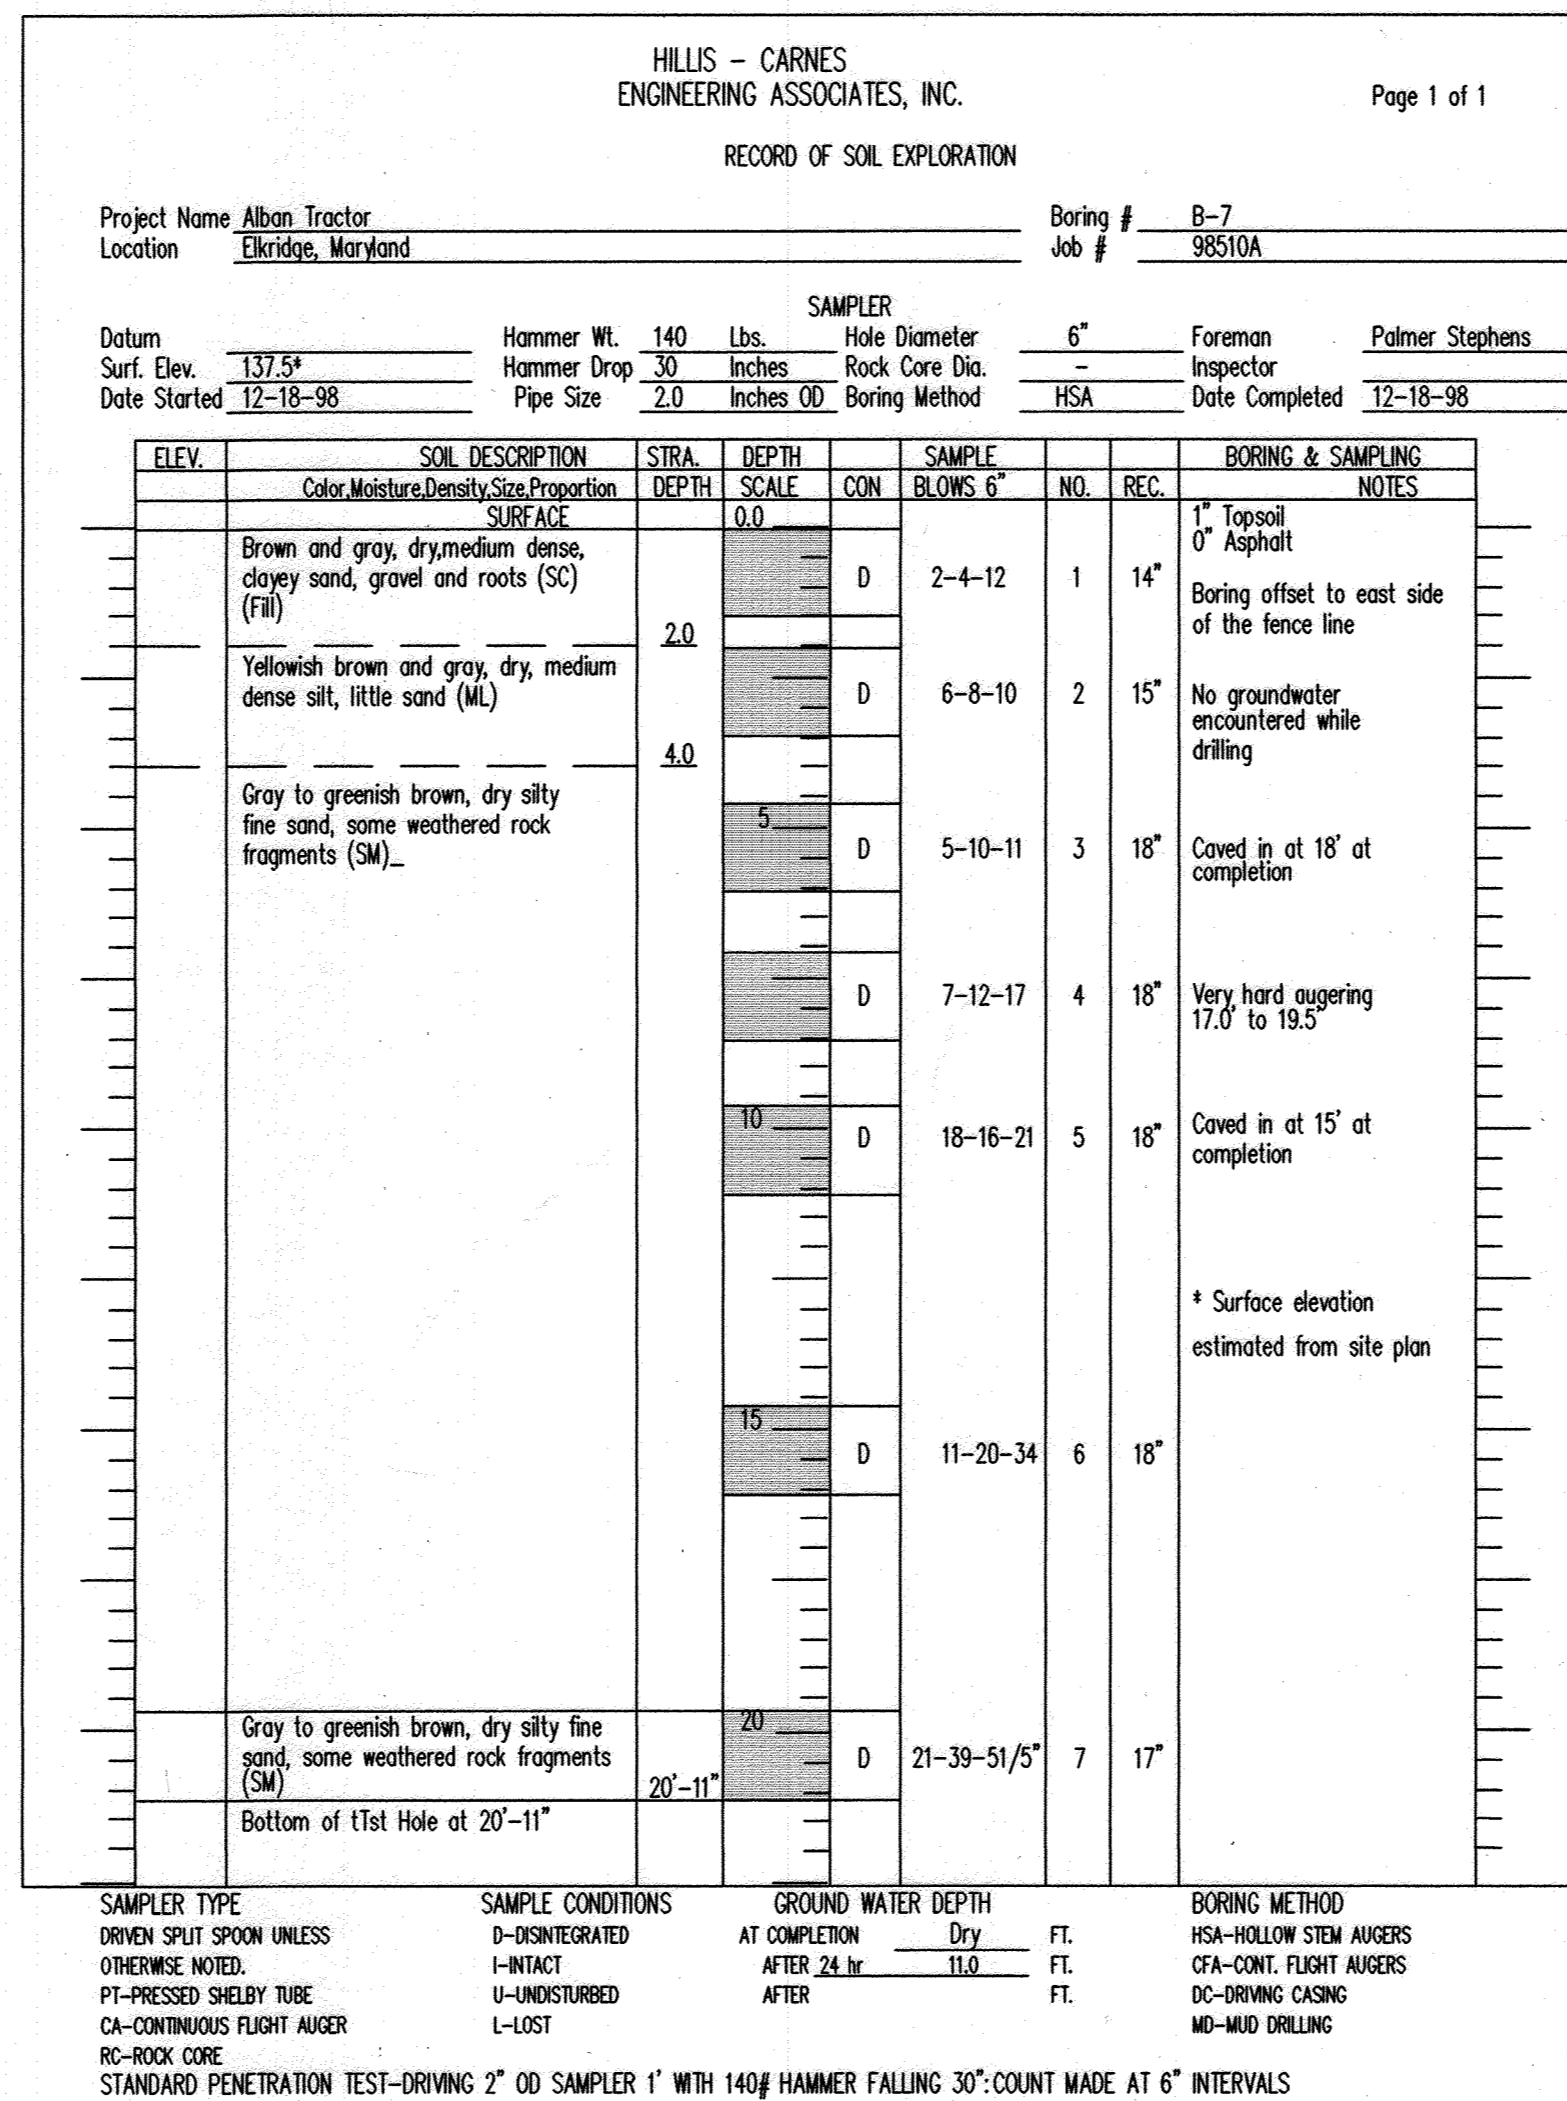 HILLIS - CARNES
ENGINEERING ASSOCIATES, INC.
Page 1 of 1
RECORD OF SOIL EXPLORATION
Project Name Alban Tractor Boring # B-7
Location Elkridge, Maryland Job # 98510A
SAMPLER
Datum Hammer Wt. 140 Lbs. Hole Diameter 6" Foreman Palmer Stephens
Surf. Elev. 137.5* Hammer Drop 30 Inches Rock Core Dia. - Inspector
Date Started 12-18-98 Pipe Size 2.0 Inches OD Boring Method HSA Date Completed 12-18-98
ELEV. SOIL DESCRIPTION STRA. DEPTH SAMPLE BORING & SAMPLING
Color,Moisture,Density,Size,Proportion DEPTH SCALE CON BLOWS 6" NO. REC. NOTES
SURFACE 0.0 1" Topsoil
0" Asphalt
Brown and gray, dry,medium dense,
clayey sand, gravel and roots (SC) D 2-4-12 1 14"
(Fill)
Boring offset to east side
of the fence line
2.0
Yellowish brown and gray, dry, medium
dense silt, little sand (ML) D 6-8-10 2 15" No groundwater
encountered while
drilling
4.0
Gray to greenish brown, dry silty
fine sand, some weathered rock 5
fragments (SM)_ D 5-10-11 3 18" Caved in at 18' at
completion
D 7-12-17 4 18" Very hard augering
17.0' to 19.5'
10 D 18-16-21 5 18" Caved in at 15' at
completion
* Surface elevation
estimated from site plan
15
D 11-20-34 6 18"
Gray to greenish brown, dry silty fine 20
sand, some weathered rock fragments D 21-39-51/5" 7 17"
(SM) 20'-11"
Bottom of tTst Hole at 20'-11"
SAMPLER TYPE SAMPLE CONDITIONS GROUND WATER DEPTH BORING METHOD
DRIVEN SPLIT SPOON UNLESS D-DISINTEGRATED AT COMPLETION Dry FT. HSA-HOLLOW STEM AUGERS
OTHERWISE NOTED. I-INTACT AFTER 24 hr 11.0 FT. CFA-CONT. FLIGHT AUGERS
PT-PRESSED SHELBY TUBE U-UNDISTURBED AFTER FT. DC-DRIVING CASING
CA-CONTINUOUS FLIGHT AUGER L-LOST MD-MUD DRILLING
RC-ROCK CORE
STANDARD PENETRATION TEST-DRIVING 2" OD SAMPLER 1' WITH 140# HAMMER FALLING 30":COUNT MADE AT 6" INTERVALS